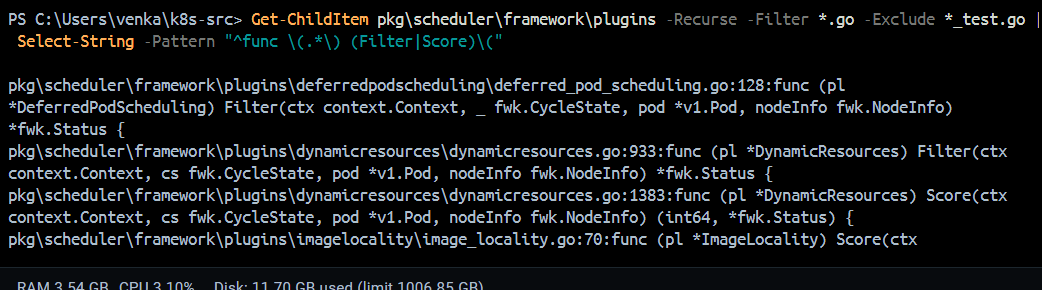 PS C:\Users\venka\k8s-src> Get-ChildItem pkg\scheduler\framework\plugins -Recurse -Filter *.go -Exclude *_test.go |
Select-String -Pattern "^func \(.*\) (Filter|Score)\("
pkg\scheduler\framework\plugins\deferredpodscheduling\deferred_pod_scheduling.go:128:func (pl
*DeferredPodScheduling) Filter(ctx context.Context, _ fwk.CycleState, pod *v1.Pod, nodeInfo fwk.NodeInfo)
*fwk.Status {
pkg\scheduler\framework\plugins\dynamicresources\dynamicresources.go:933:func (pl *DynamicResources) Filter(ctx
context.Context, cs fwk.CycleState, pod *v1.Pod, nodeInfo fwk.NodeInfo) *fwk.Status {
pkg\scheduler\framework\plugins\dynamicresources\dynamicresources.go:1383:func (pl *DynamicResources) Score(ctx
context.Context, cs fwk.CycleState, pod *v1.Pod, nodeInfo fwk.NodeInfo) (int64, *fwk.Status) {
pkg\scheduler\framework\plugins\imagelocality\image_locality.go:70:func (pl *ImageLocality) Score(ctx
RAM 3.54 GB CPU 3.10% Disk: 11.70 GB used (limit 1006.85 GB)